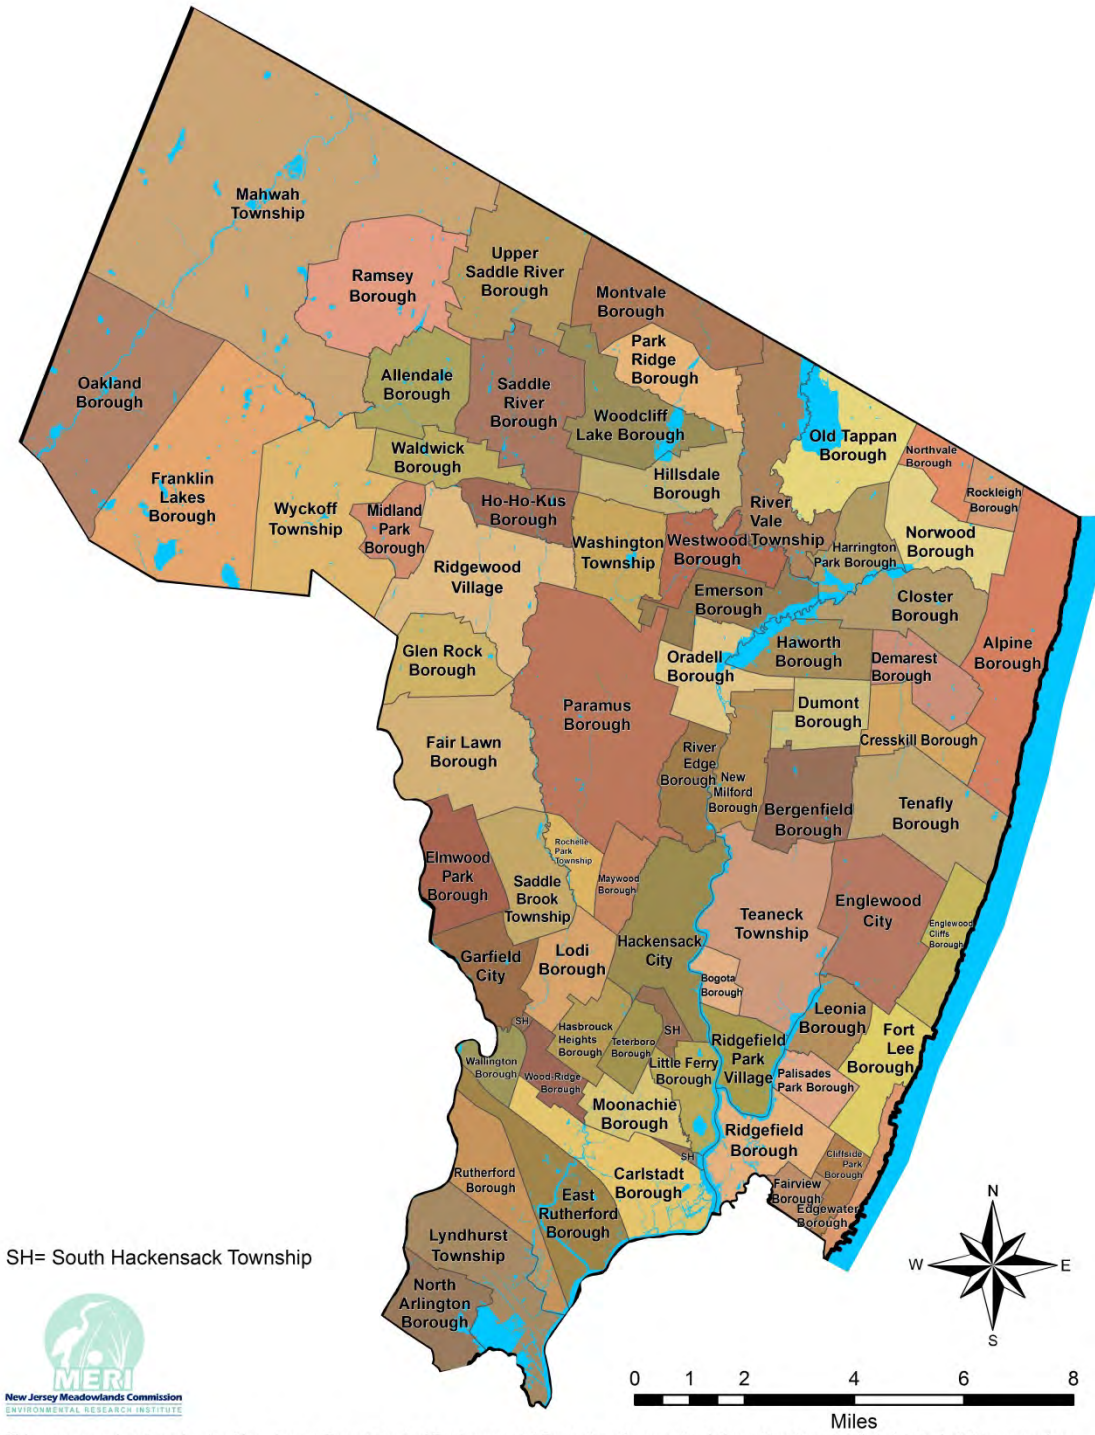 Mahwah
Township
Ramsey
Borough
Upper
Saddle River
Borough
Montvale
Borough
Park
Ridge
Borough
Oakland
Borough
Allendale
Borough
Saddle
River
Borough
Woodcliff
Lake Borough
Old Tappan
Borough
Northvale
Borough
Rockleigh
Borough
Franklin
Lakes
Borough
Wyckoff
Township
Waldwick
Borough
Midland
Park
Borough
Ho-Ho-Kus
Borough
Hillsdale
Borough
River
Vale
Township
Ridgewood
Village
Washington
Township
Westwood
Borough
Harrington
Park Borough
Norwood
Borough
Emerson
Borough
Closter
Borough
Alpine
Borough
Glen Rock
Borough
Oradell
Borough
Haworth
Borough
Demarest
Borough
Paramus
Borough
Dumont
Borough
Cresskill Borough
Fair Lawn
Borough
River
Edge
Borough
New
Milford
Borough
Bergenfield
Borough
Tenafly
Borough
Elmwood
Park
Borough
Saddle
Brook
Township
Rochelle
Park
Township
Maywood
Borough
Hackensack
City
Teaneck
Township
Englewood
City
Englewood
Cliffs
Borough
Garfield
City
Lodi
Borough
Bogota
Borough
Leonia
Borough
Fort
Lee
Borough
SH
Hasbrouck
Heights
Borough
Teterboro
Borough
SH
Ridgefield
Park
Village
Wallington
Borough
Wood-Ridge
Borough
Little Ferry
Borough
Palisades
Park Borough
Moonachie
Borough
Ridgefield
Borough
SH
Cliffside
Park
Borough
Rutherford
Borough
Carlstadt
Borough
Fairview
Borough
Edgewater
Borough
East
Rutherford
Borough
Lyndhurst
Township
North
Arlington
Borough
SH= South Hackensack Township
N
W
E
S
MERI
New Jersey Meadowlands Commission
ENVIRONMENTAL RESEARCH INSTITUTE
0 1 2 4 6 8
Miles